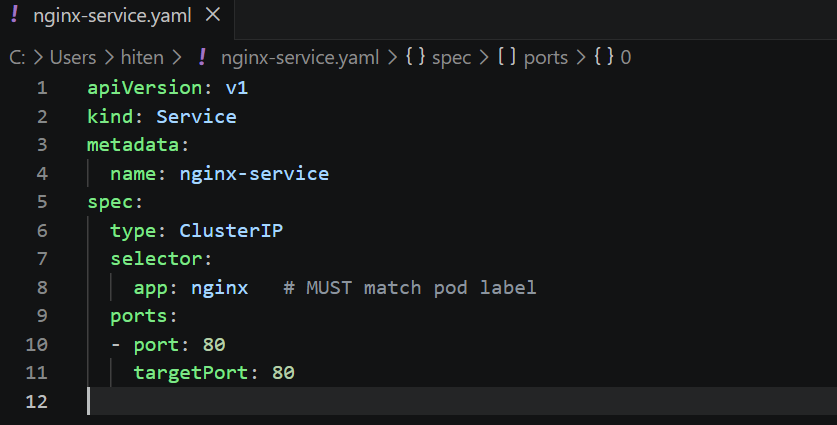 ! nginx-service.yaml ×
C: > Users > hiten > ! nginx-service.yaml > {} spec > [] ports > {} 0
1 apiVersion: v1
2 kind: Service
3 metadata:
4   name: nginx-service
5 spec:
6   type: ClusterIP
7   selector:
8     app: nginx   # MUST match pod label
9   ports:
10   - port: 80
11     targetPort: 80
12